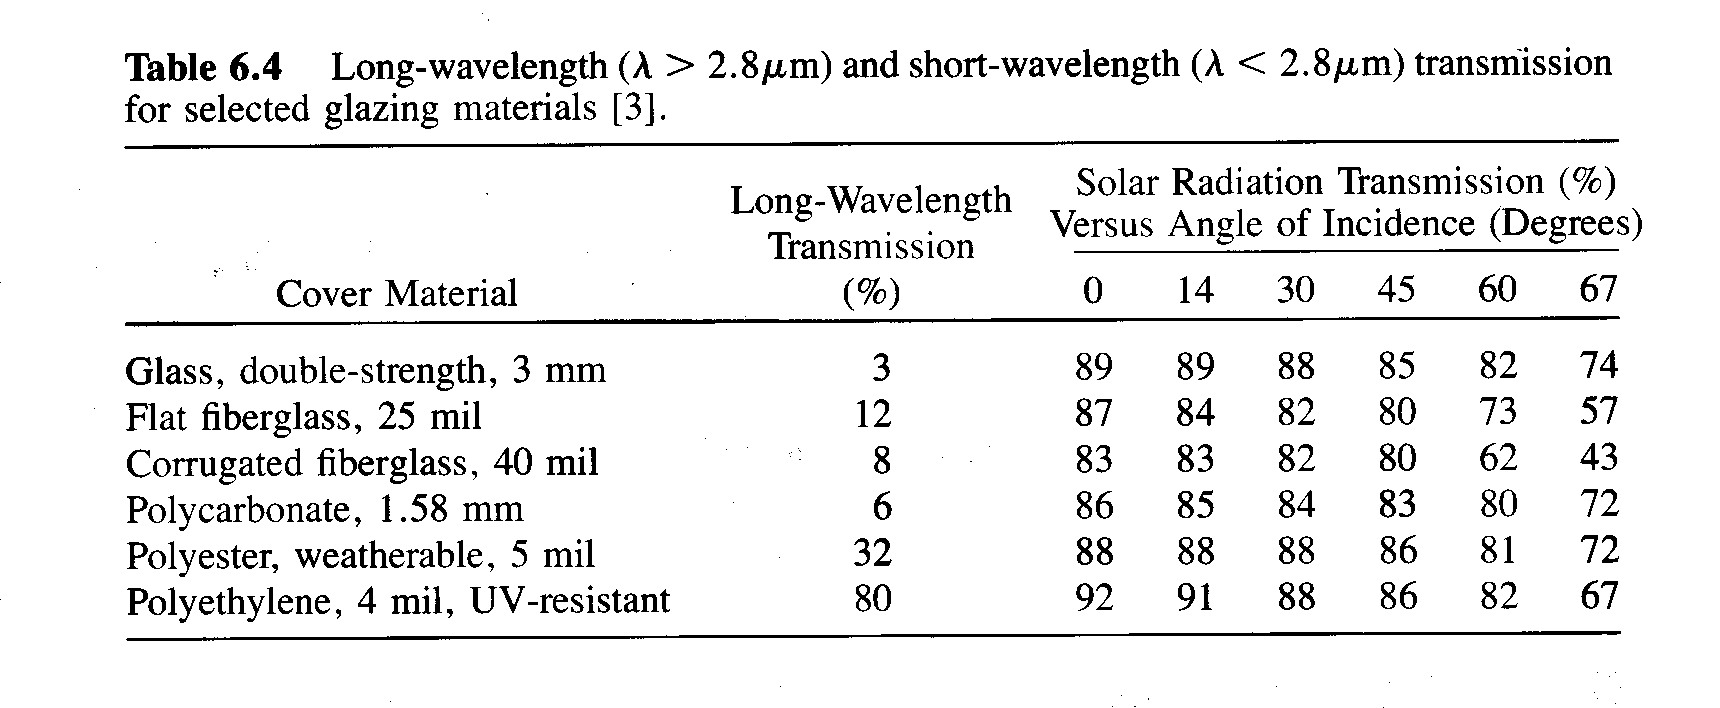 Table 6.4 Long-wavelength (λ > 2.8μm) and short-wavelength (λ < 2.8μm) transmission
for selected glazing materials [3].
Solar Radiation Transmission (%)
Long-Wavelength Versus Angle of Incidence (Degrees)
Transmission
Cover Material (%) 0 14 30 45 60 67
Glass, double-strength, 3 mm 3 89 89 88 85 82 74
Flat fiberglass, 25 mil 12 87 84 82 80 73 57
Corrugated fiberglass, 40 mil 8 83 83 82 80 62 43
Polycarbonate, 1.58 mm 6 86 85 84 83 80 72
Polyester, weatherable, 5 mil 32 88 88 88 86 81 72
Polyethylene, 4 mil, UV-resistant 80 92 91 88 86 82 67